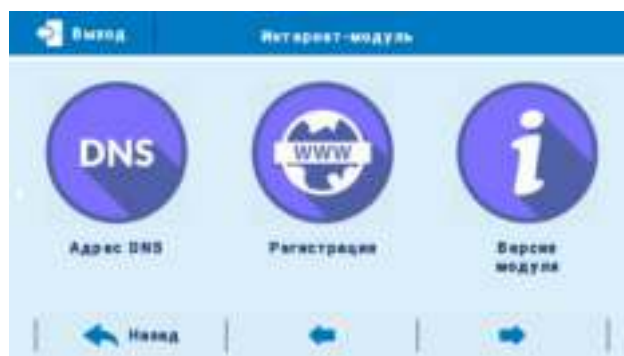 Выход
Интернет-модуль
DNS
WWW
i
Адрес DNS
Регистрация
Версия
модуля
Назад